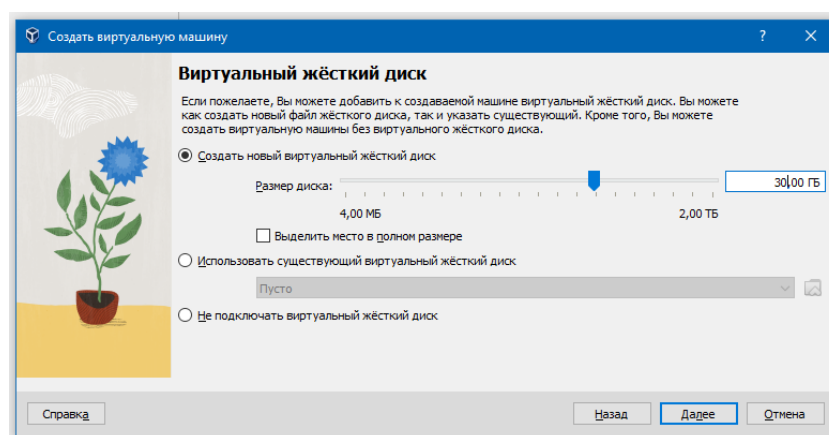 Создать виртуальную машину
Виртуальный жёсткий диск
Если пожелаете, Вы можете добавить к создаваемой машине виртуальный жёсткий диск. Вы можете
как создать новый файл жёсткого диска, так и указать существующий. Кроме того, Вы можете
создать виртуальную машины без виртуального жёсткого диска.
Создать новый виртуальный жёсткий диск
Размер диска: 30,00 ГБ
4,00 МБ 2,00 ТБ
Выделить место в полном размере
Использовать существующий виртуальный жёсткий диск
Пусто
Не подключать виртуальный жёсткий диск
Справка Назад Далее Отмена